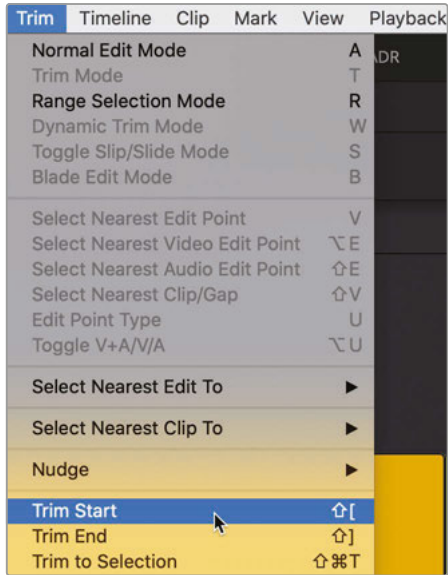 Trim Timeline Clip Mark View Playback
ADR
Normal Edit Mode A
Trim Mode T
Range Selection Mode R
Dynamic Trim Mode W
Toggle Slip/Slide Mode S
Blade Edit Mode B
Select Nearest Edit Point V
Select Nearest Video Edit Point ⌥E
Select Nearest Audio Edit Point ⇧E
Select Nearest Clip/Gap ⇧V
Edit Point Type U
Toggle V+A/V/A ⌥U
Select Nearest Edit To ▶
Select Nearest Clip To ▶
Nudge ▶
Trim Start ⇧[
Trim End ⇧]
Trim to Selection ⇧⌘T